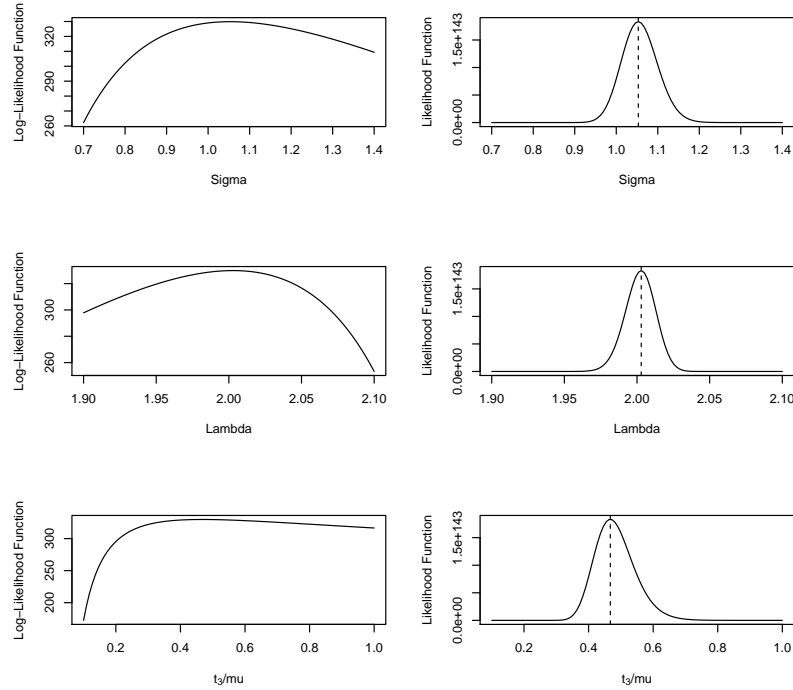 Log−Likelihood Function
260
290
320
0.7 0.8 0.9 1.0 1.1 1.2 1.3 1.4
Sigma
Likelihood Function
0.0e+00
1.5e+143
0.7 0.8 0.9 1.0 1.1 1.2 1.3 1.4
Sigma
Log−Likelihood Function
260
300
1.90 1.95 2.00 2.05 2.10
Lambda
Likelihood Function
0.0e+00
1.5e+143
1.90 1.95 2.00 2.05 2.10
Lambda
Log−Likelihood Function
200
250
300
0.2 0.4 0.6 0.8 1.0
t3/mu
Likelihood Function
0.0e+00
1.5e+143
0.2 0.4 0.6 0.8 1.0
t3/mu